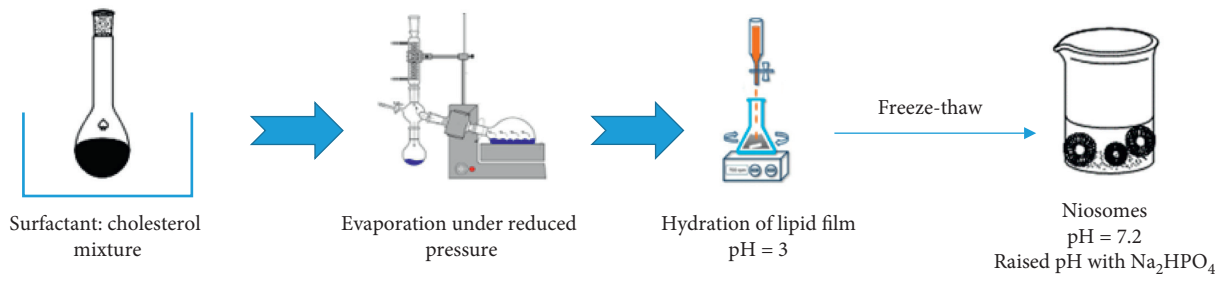 Surfactant: cholesterol
mixture
Evaporation under reduced
pressure
Hydration of lipid film
pH = 3
Freeze-thaw
Niosomes
pH = 7.2
Raised pH with Na₂HPO₄